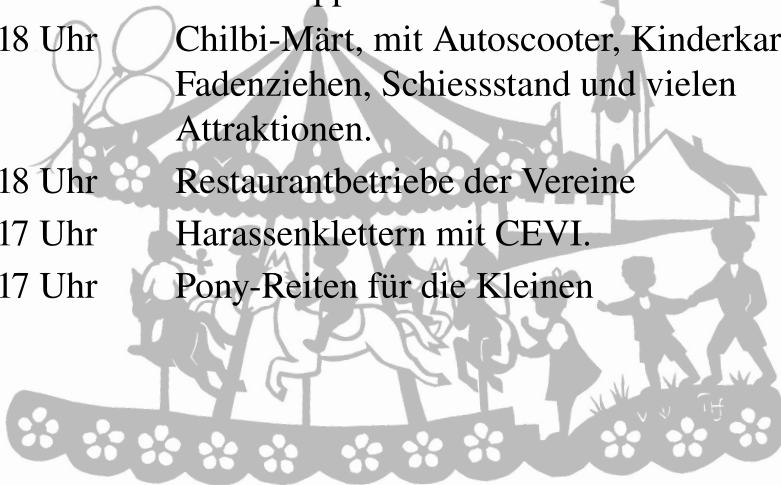 18 Uhr Chilbi-Märt, mit Autoscooter,
Fadenziehen, Schiessstand und vielen
Attraktionen.
18 Uhr Restaurantbetriebe der Vereine
17 Uhr Harassenklettern mit CEVI.
17 Uhr Pony-Reiten für die Kleinen